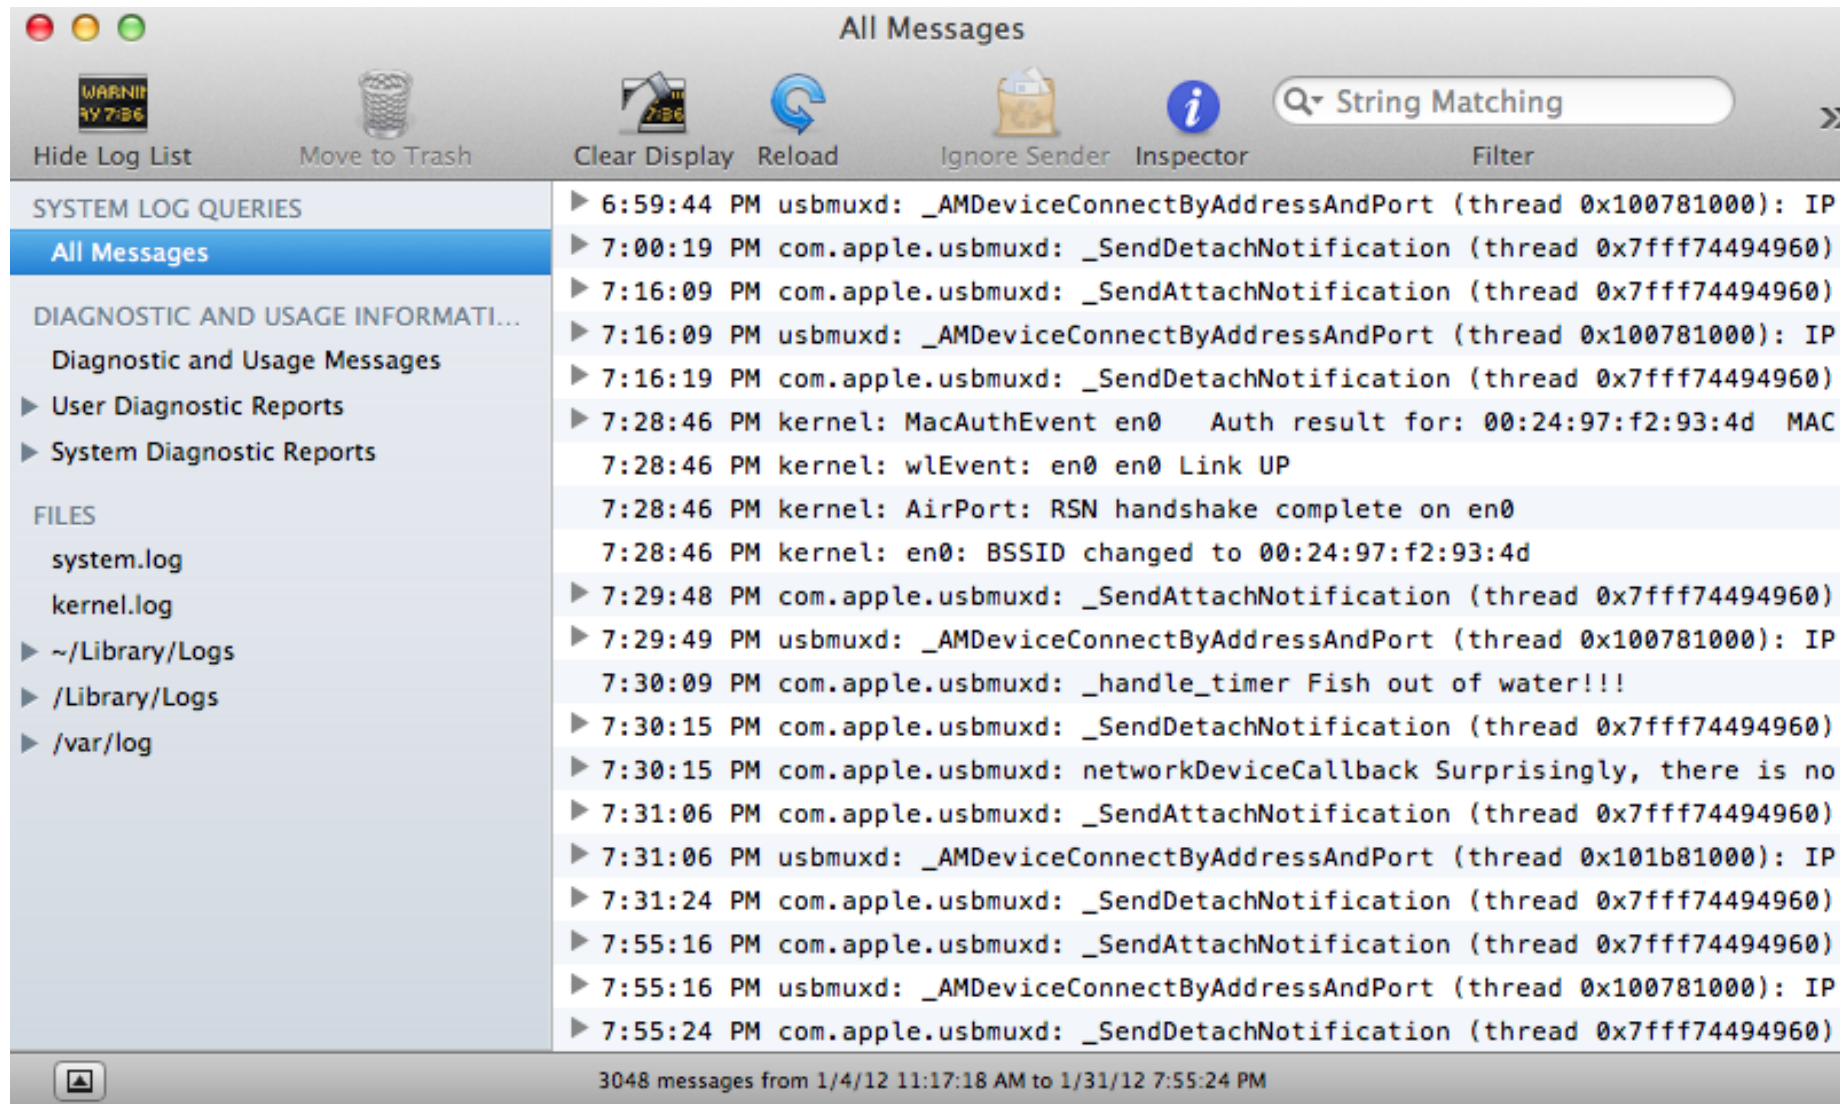 All Messages
WARNIN
AY 7:36
7:36
Hide Log List
Move to Trash
Clear Display
Reload
Ignore Sender
Inspector
String Matching
Filter
SYSTEM LOG QUERIES
All Messages
DIAGNOSTIC AND USAGE INFORMATI...
Diagnostic and Usage Messages
User Diagnostic Reports
System Diagnostic Reports
FILES
system.log
kernel.log
~/Library/Logs
/Library/Logs
/var/log
6:59:44 PM usbmuxd: _AMDeviceConnectByAddressAndPort (thread 0x100781000): IP
7:00:19 PM com.apple.usbmuxd: _SendDetachNotification (thread 0x7fff74494960)
7:16:09 PM com.apple.usbmuxd: _SendAttachNotification (thread 0x7fff74494960)
7:16:09 PM usbmuxd: _AMDeviceConnectByAddressAndPort (thread 0x100781000): IP
7:16:19 PM com.apple.usbmuxd: _SendDetachNotification (thread 0x7fff74494960)
7:28:46 PM kernel: MacAuthEvent en0   Auth result for: 00:24:97:f2:93:4d  MAC
7:28:46 PM kernel: wlEvent: en0 en0 Link UP
7:28:46 PM kernel: AirPort: RSN handshake complete on en0
7:28:46 PM kernel: en0: BSSID changed to 00:24:97:f2:93:4d
7:29:48 PM com.apple.usbmuxd: _SendAttachNotification (thread 0x7fff74494960)
7:29:49 PM usbmuxd: _AMDeviceConnectByAddressAndPort (thread 0x100781000): IP
7:30:09 PM com.apple.usbmuxd: _handle_timer Fish out of water!!!
7:30:15 PM com.apple.usbmuxd: _SendDetachNotification (thread 0x7fff74494960)
7:30:15 PM com.apple.usbmuxd: networkDeviceCallback Surprisingly, there is no
7:31:06 PM com.apple.usbmuxd: _SendAttachNotification (thread 0x7fff74494960)
7:31:06 PM usbmuxd: _AMDeviceConnectByAddressAndPort (thread 0x101b81000): IP
7:31:24 PM com.apple.usbmuxd: _SendDetachNotification (thread 0x7fff74494960)
7:55:16 PM com.apple.usbmuxd: _SendAttachNotification (thread 0x7fff74494960)
7:55:16 PM usbmuxd: _AMDeviceConnectByAddressAndPort (thread 0x100781000): IP
7:55:24 PM com.apple.usbmuxd: _SendDetachNotification (thread 0x7fff74494960)
3048 messages from 1/4/12 11:17:18 AM to 1/31/12 7:55:24 PM